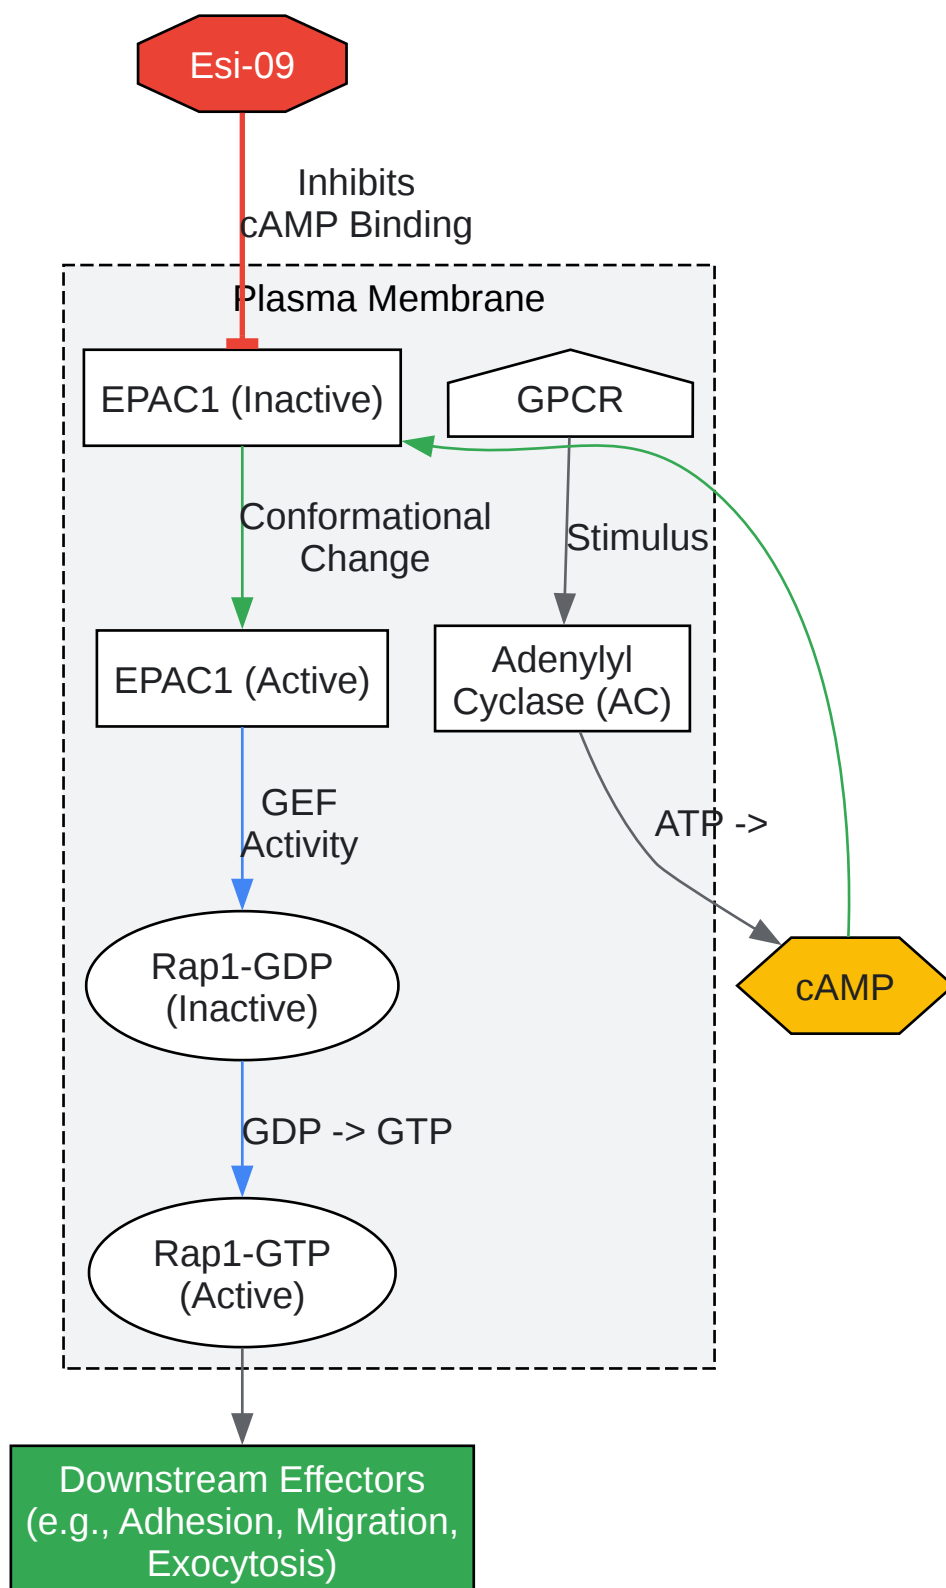 Esi-09
Inhibits
cAMP Binding
Plasma Membrane
EPAC1 (Inactive)
GPCR
Conformational
Change
Stimulus
EPAC1 (Active)
Adenylyl
Cyclase (AC)
GEF
Activity
ATP ->
Rap1-GDP
(Inactive)
cAMP
GDP -> GTP
Rap1-GTP
(Active)
Downstream Effectors
(e.g., Adhesion, Migration,
Exocytosis)